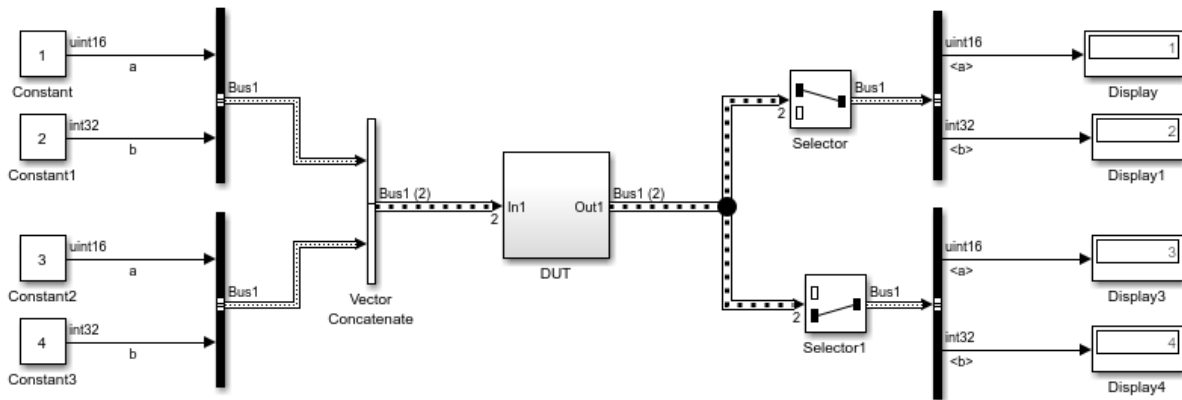 1
uint16
a
Constant
2
int32
b
Constant1
Bus1
3
uint16
a
Constant2
4
int32
b
Constant3
Bus1
Vector
Concatenate
Bus1 (2)
2
In1
Out1
DUT
Bus1 (2)
2
Selector
Bus1
2
Selector1
Bus1
uint16
<a>
1
Display
int32
<b>
2
Display1
uint16
<a>
3
Display3
int32
<b>
4
Display4